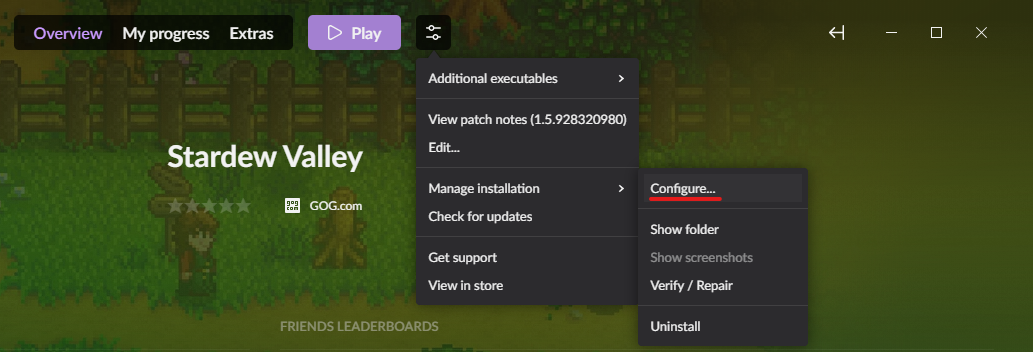 Overview My progress Extras Play
Additional executables
View patch notes (1.5.928320980)
Edit...
Stardew Valley
Manage installation
Configure...
gog
com
GOG.com
Check for updates
Show folder
Get support
Show screenshots
View in store
Verify / Repair
FRIENDS LEADERBOARDS
Uninstall